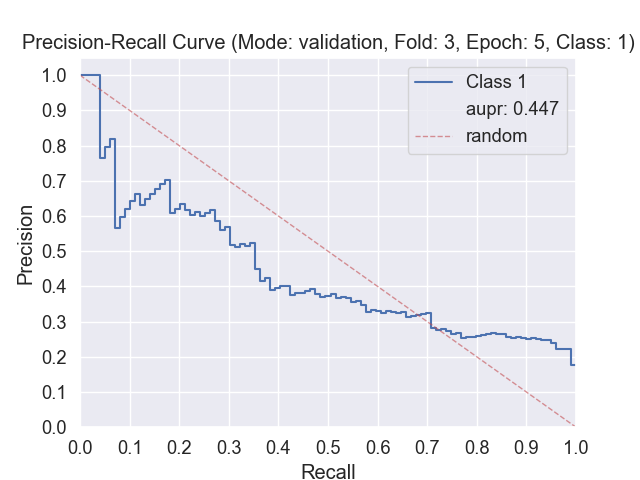 Precision-Recall Curve (Mode: validation, Fold: 3, Epoch: 5, Class: 1)
1.0
0.9
0.8
0.7
0.6
0.5
0.4
0.3
0.2
0.1
0.0
Precision
Class 1
aupr: 0.447
random
0.0 0.1 0.2 0.3 0.4 0.5 0.6 0.7 0.8 0.9 1.0
Recall